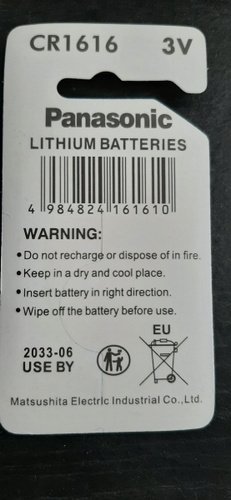 CR1616 3V
Panasonic
LITHIUM BATTERIES
4 984824 161610
WARNING:
• Do not recharge or dispose of in fire.
• Keep in a dry and cool place.
• Insert battery in right direction.
• Wipe off the battery before use.
EU
2033-06
USE BY
Matsushita Electric Industrial Co.,Ltd.